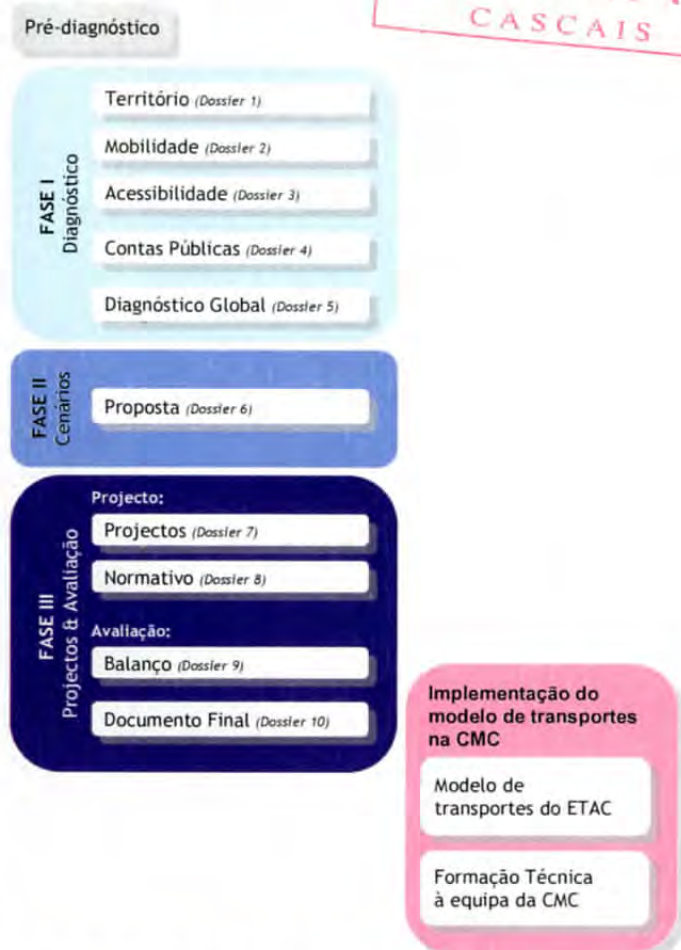 CASCAIS
Pré-diagnóstico
FASE I
Diagnóstico
Território (Dossier 1)
Mobilidade (Dossier 2)
Acessibilidade (Dossier 3)
Contas Públicas (Dossier 4)
Diagnóstico Global (Dossier 5)
FASE II
Cenários
Proposta (Dossier 6)
FASE III
Projectos & Avaliação
Projecto:
Projectos (Dossier 7)
Normativo (Dossier 8)
Avaliação:
Balanço (Dossier 9)
Documento Final (Dossier 10)
Implementação do
modelo de transportes
na CMC
Modelo de
transportes do ETAC
Formação Técnica
à equipa da CMC